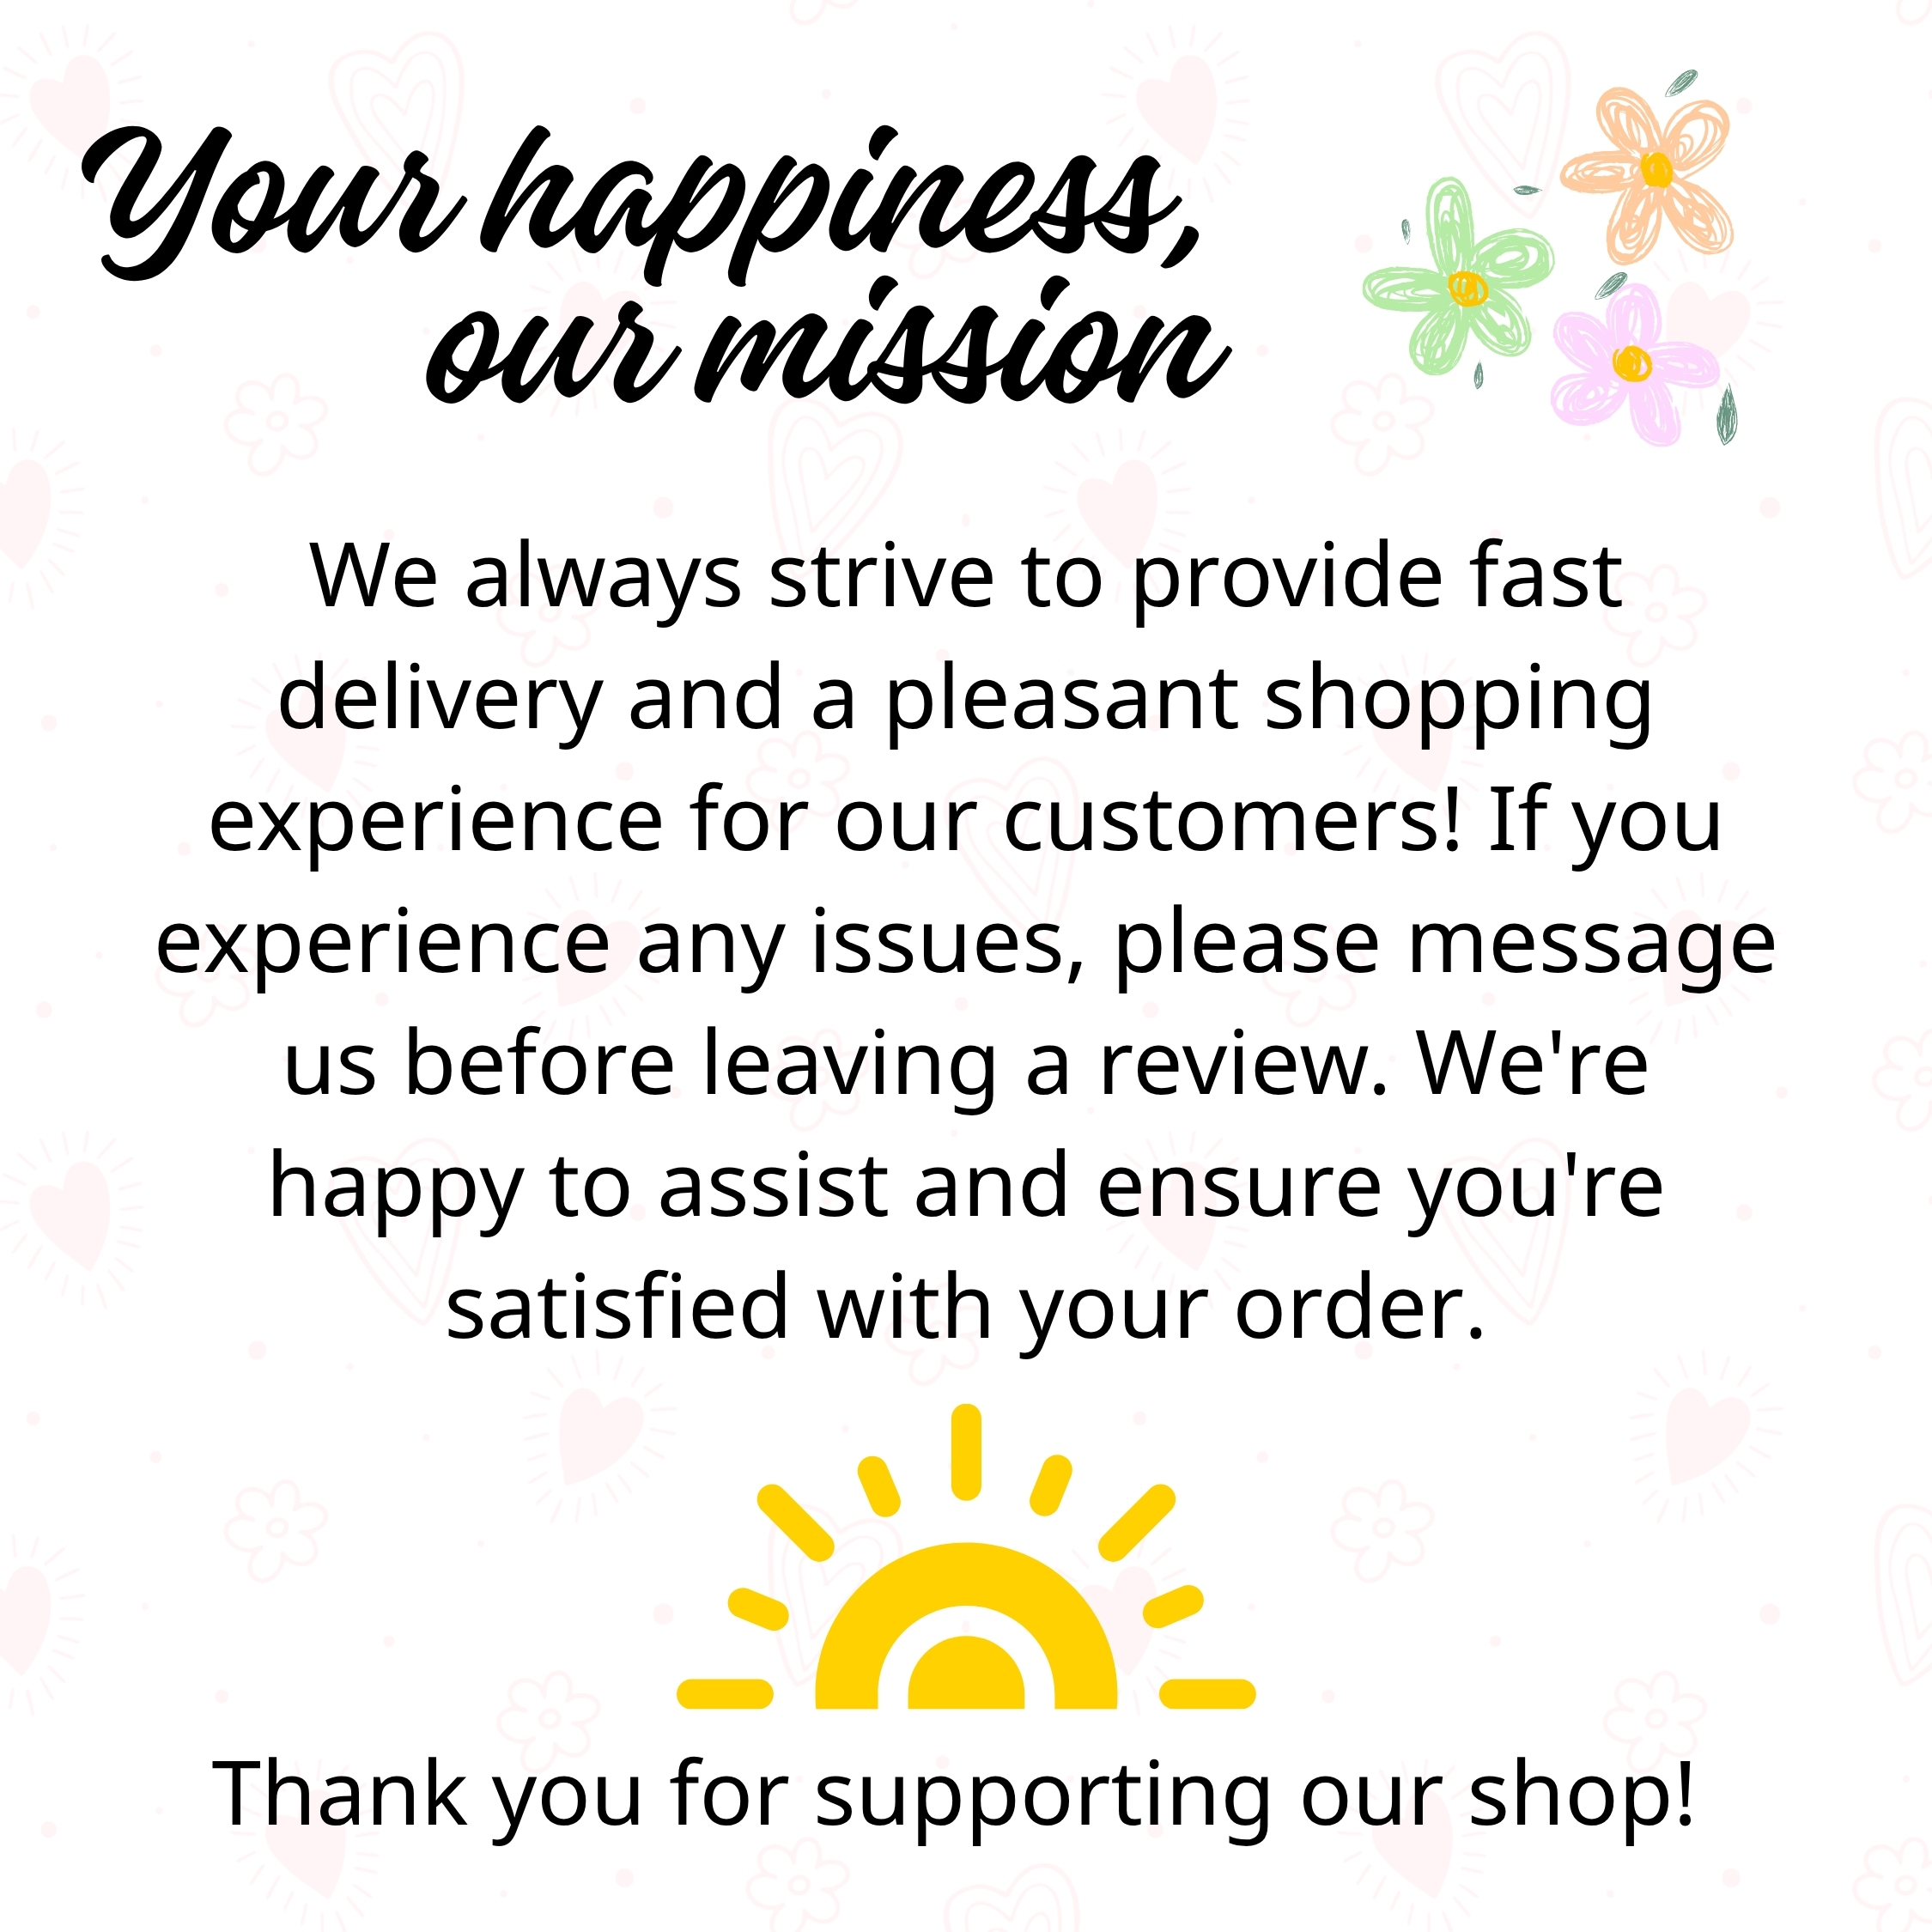 Your happiness,
our mission
We always strive to provide fast
delivery and a pleasant shopping
experience for our customers! If you
experience any issues, please message
us before leaving a review. We're
happy to assist and ensure you're
satisfied with your order.
Thank you for supporting our shop!